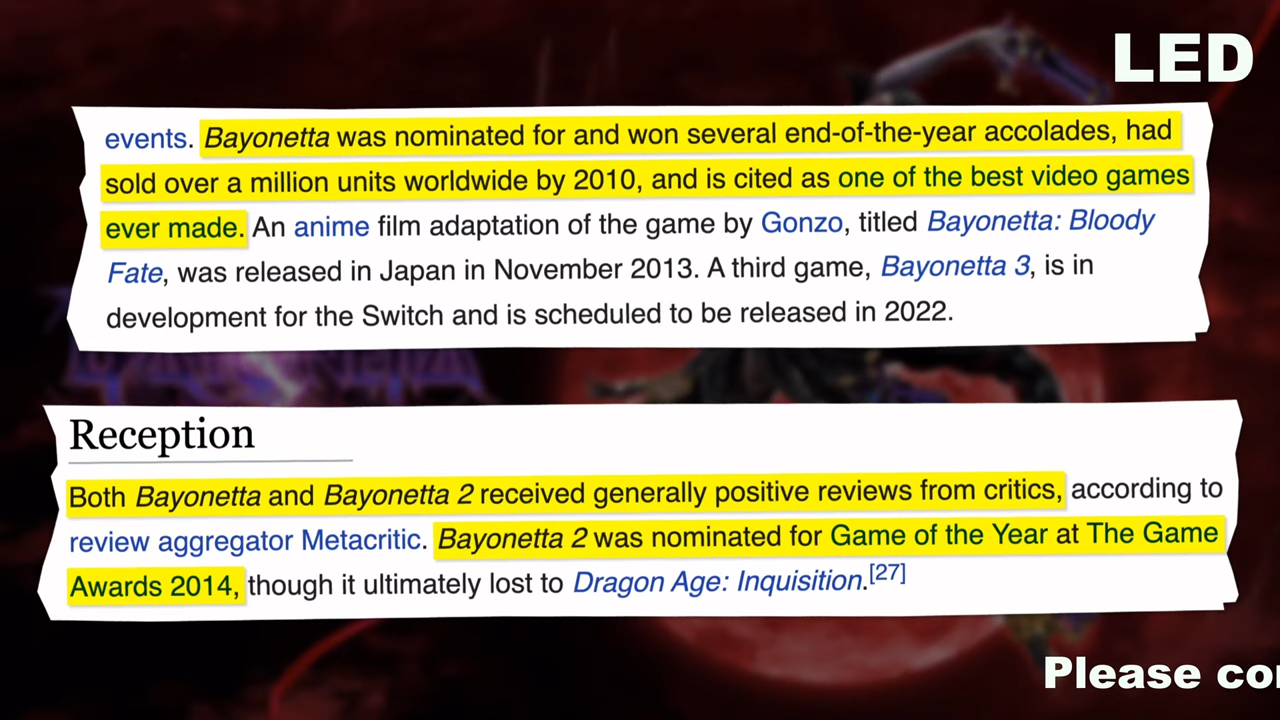 LED
events. Bayonetta was nominated for and won several end-of-the-year accolades, had
sold over a million units worldwide by 2010, and is cited as one of the best video games
ever made. An anime film adaptation of the game by Gonzo, titled Bayonetta: Bloody
Fate, was released in Japan in November 2013. A third game, Bayonetta 3, is in
development for the Switch and is scheduled to be released in 2022.
Reception
Both Bayonetta and Bayonetta 2 received generally positive reviews from critics, according to
review aggregator Metacritic. Bayonetta 2 was nominated for Game of the Year at The Game
Awards 2014, though it ultimately lost to Dragon Age: Inquisition.[27]
Please